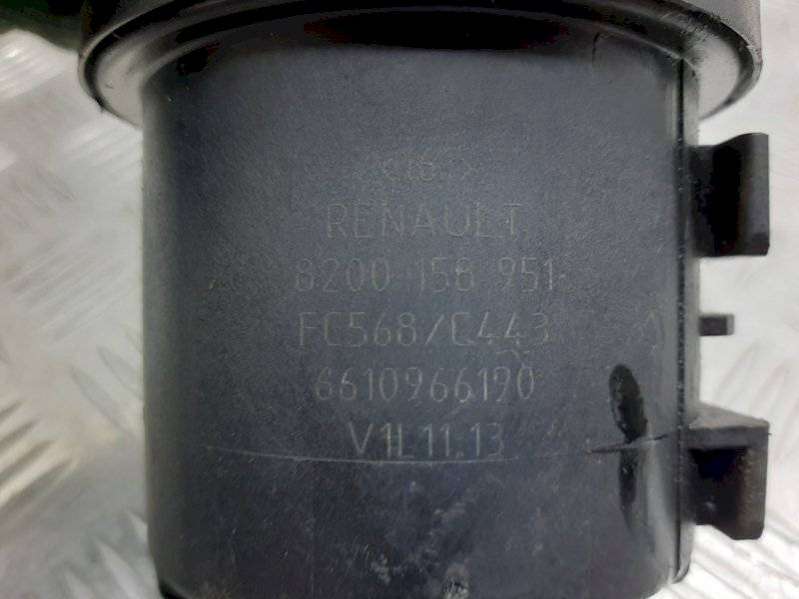 RENAULT
8200 158 951
FC568/C443
6610966190
V1L11.13